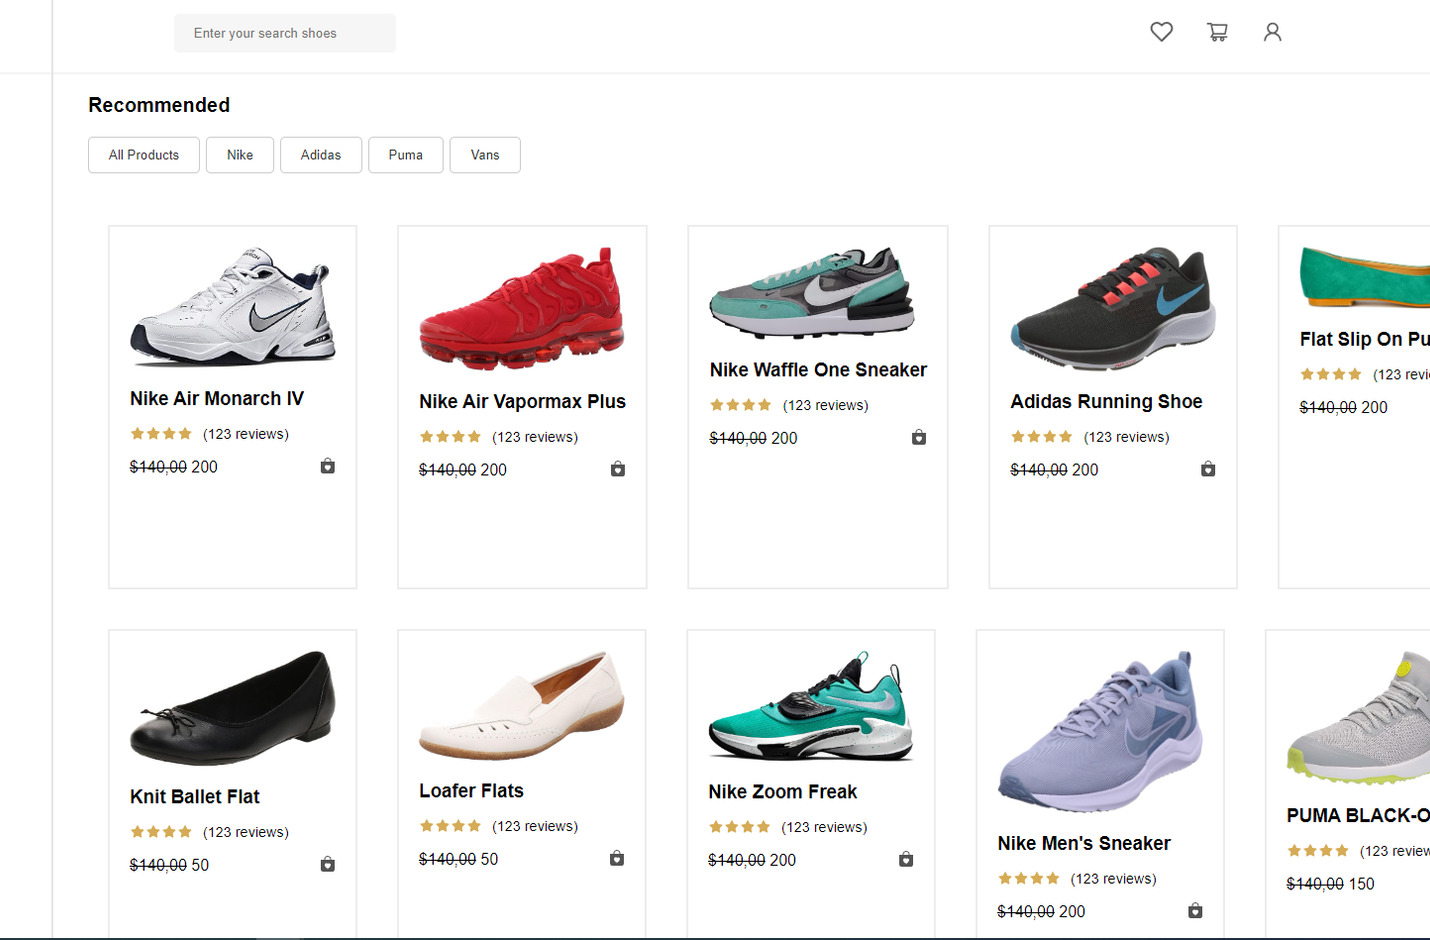 Enter your search shoes
Recommended
All Products Nike Adidas Puma Vans
Nike Air Monarch IV
(123 reviews)
$140,00 200
Nike Air Vapormax Plus
(123 reviews)
$140,00 200
Nike Waffle One Sneaker
(123 reviews)
$140,00 200
Adidas Running Shoe
(123 reviews)
$140,00 200
Flat Slip On Pu
(123 revi
$140,00 200
Knit Ballet Flat
(123 reviews)
$140,00 50
Loafer Flats
(123 reviews)
$140,00 50
Nike Zoom Freak
(123 reviews)
$140,00 200
Nike Men's Sneaker
(123 reviews)
$140,00 200
PUMA BLACK-O
(123 review
$140,00 150